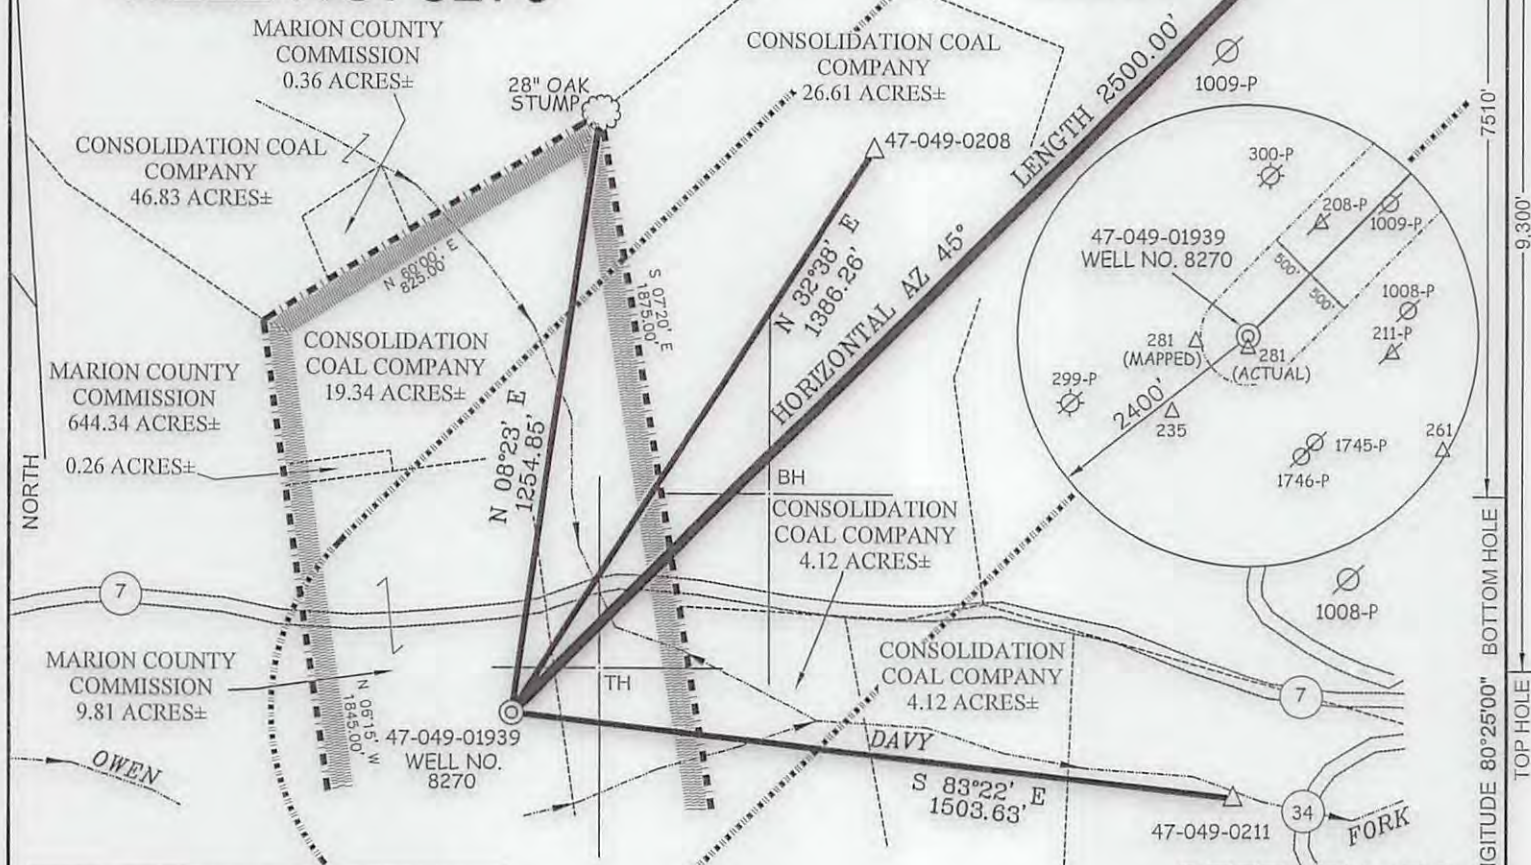 MARION COUNTY
COMMISSION
0.36 ACRES±
28" OAK
STUMP
CONSOLIDATION COAL
COMPANY
26.61 ACRES±
LENGTH 2500.00'
1009-P
7510'
9,300'
CONSOLIDATION COAL
COMPANY
46.83 ACRES±
47-049-0208
300-P
208-P
1009-P
47-049-01939
WELL NO. 8270
500'
500'
1008-P
211-P
281
(MAPPED)
281
(ACTUAL)
299-P
2400'
235
1745-P
1746-P
261
N 60°00' E
825.00'
S 07°20' E
1875.00'
N 32°38' E
1386.26'
HORIZONTAL AZ 45°
CONSOLIDATION
COAL COMPANY
19.34 ACRES±
MARION COUNTY
COMMISSION
644.34 ACRES±
0.26 ACRES±
N 08°23' E
1254.85'
NORTH
BH
CONSOLIDATION
COAL COMPANY
4.12 ACRES±
7
1008-P
BOTTOM HOLE
MARION COUNTY
COMMISSION
9.81 ACRES±
N 06°15' W
1845.00'
TH
CONSOLIDATION
COAL COMPANY
4.12 ACRES±
7
TOP HOLE
47-049-01939
WELL NO.
8270
OWEN
DAVY
S 83°22' E
1503.63'
47-049-0211
34
FORK
GITUDE 80°25'00"